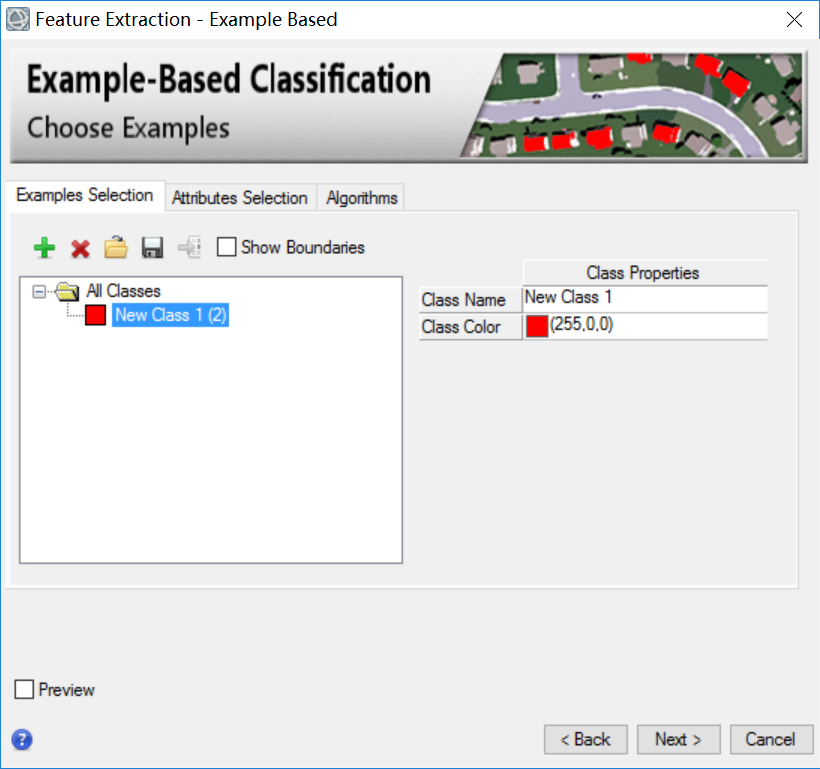 Feature Extraction - Example Based
Example-Based Classification
Choose Examples
Examples Selection
Attributes Selection
Algorithms
Show Boundaries
All Classes
New Class 1 (2)
Class Properties
Class Name
New Class 1
Class Color
(255,0,0)
Preview
?
< Back
Next >
Cancel